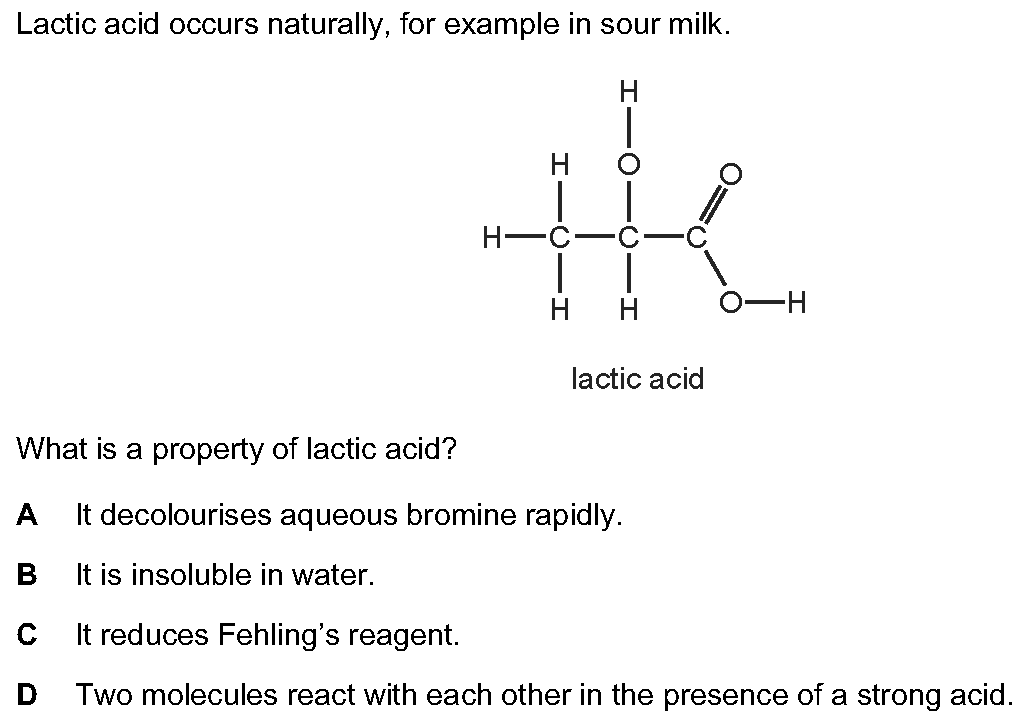 Lactic acid occurs naturally, for example in sour milk.
H
H O O
H C C C
H H O H
lactic acid
What is a property of lactic acid?
A It decolourises aqueous bromine rapidly.
B It is insoluble in water.
C It reduces Fehling's reagent.
D Two molecules react with each other in the presence of a strong acid.